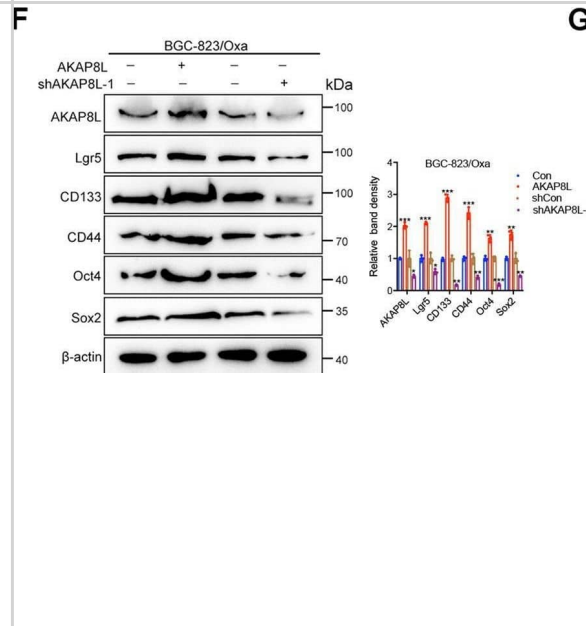 F
G
BGC-823/Oxa
AKAP8L – + – –
shAKAP8L-1 – – – +
kDa
AKAP8L 100
Lgr5 100
CD133 100
CD44 70
Oct4 40
Sox2 35
β-actin 40
BGC-823/Oxa
Relative band density
4
3
2
1
0
Con
AKAP8L
shCon
shAKAP8L-
*** *** *** *** ** **
* * ** ** *** **
AKAP8L Lgr5 CD133 CD44 Oct4 Sox2